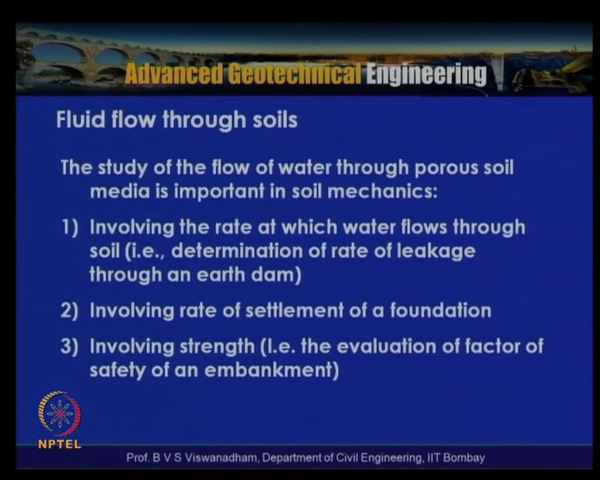 Advanced Geotechnical Engineering
Fluid flow through soils
The study of the flow of water through porous soil
media is important in soil mechanics:
1) Involving the rate at which water flows through
soil (i.e., determination of rate of leakage
through an earth dam)
2) Involving rate of settlement of a foundation
3) Involving strength (I.e. the evaluation of factor of
safety of an embankment)
NPTEL
Prof. B V S Viswanadham, Department of Civil Engineering, IIT Bombay